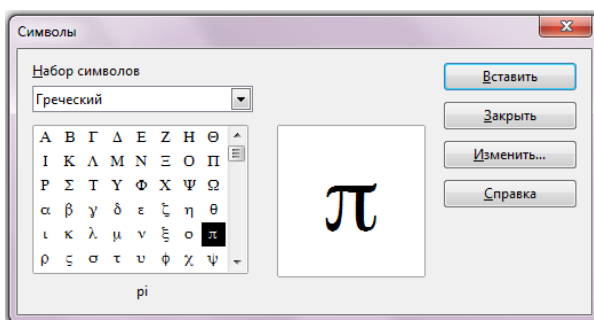 Символы
Набор символов
Греческий
Α Β Γ Δ Ε Ζ Η Θ
Ι Κ Λ Μ Ν Ξ Ο Π
Ρ Σ Τ Υ Φ Χ Ψ Ω
α β γ δ ε ζ η θ
ι κ λ μ ν ξ ο π
ρ ς σ τ υ ϕ χ ψ
pi
π
Вставить
Закрыть
Изменить...
Справка